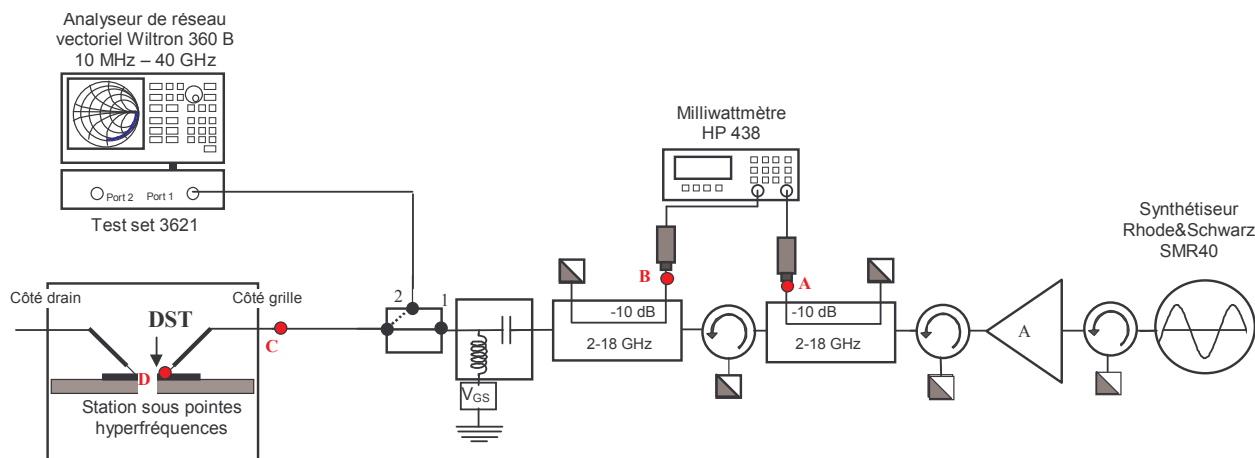 Analyseur de réseau
vectoriel Wiltron 360 B
10 MHz – 40 GHz
Port 2 Port 1
Test set 3621
Milliwattmètre
HP 438
Synthétiseur
Rhode&Schwarz
SMR40
B
A
Côté drain
Côté grille
DST
C
D
Station sous pointes
hyperfréquences
2
1
V_GS
-10 dB
2-18 GHz
-10 dB
2-18 GHz
A